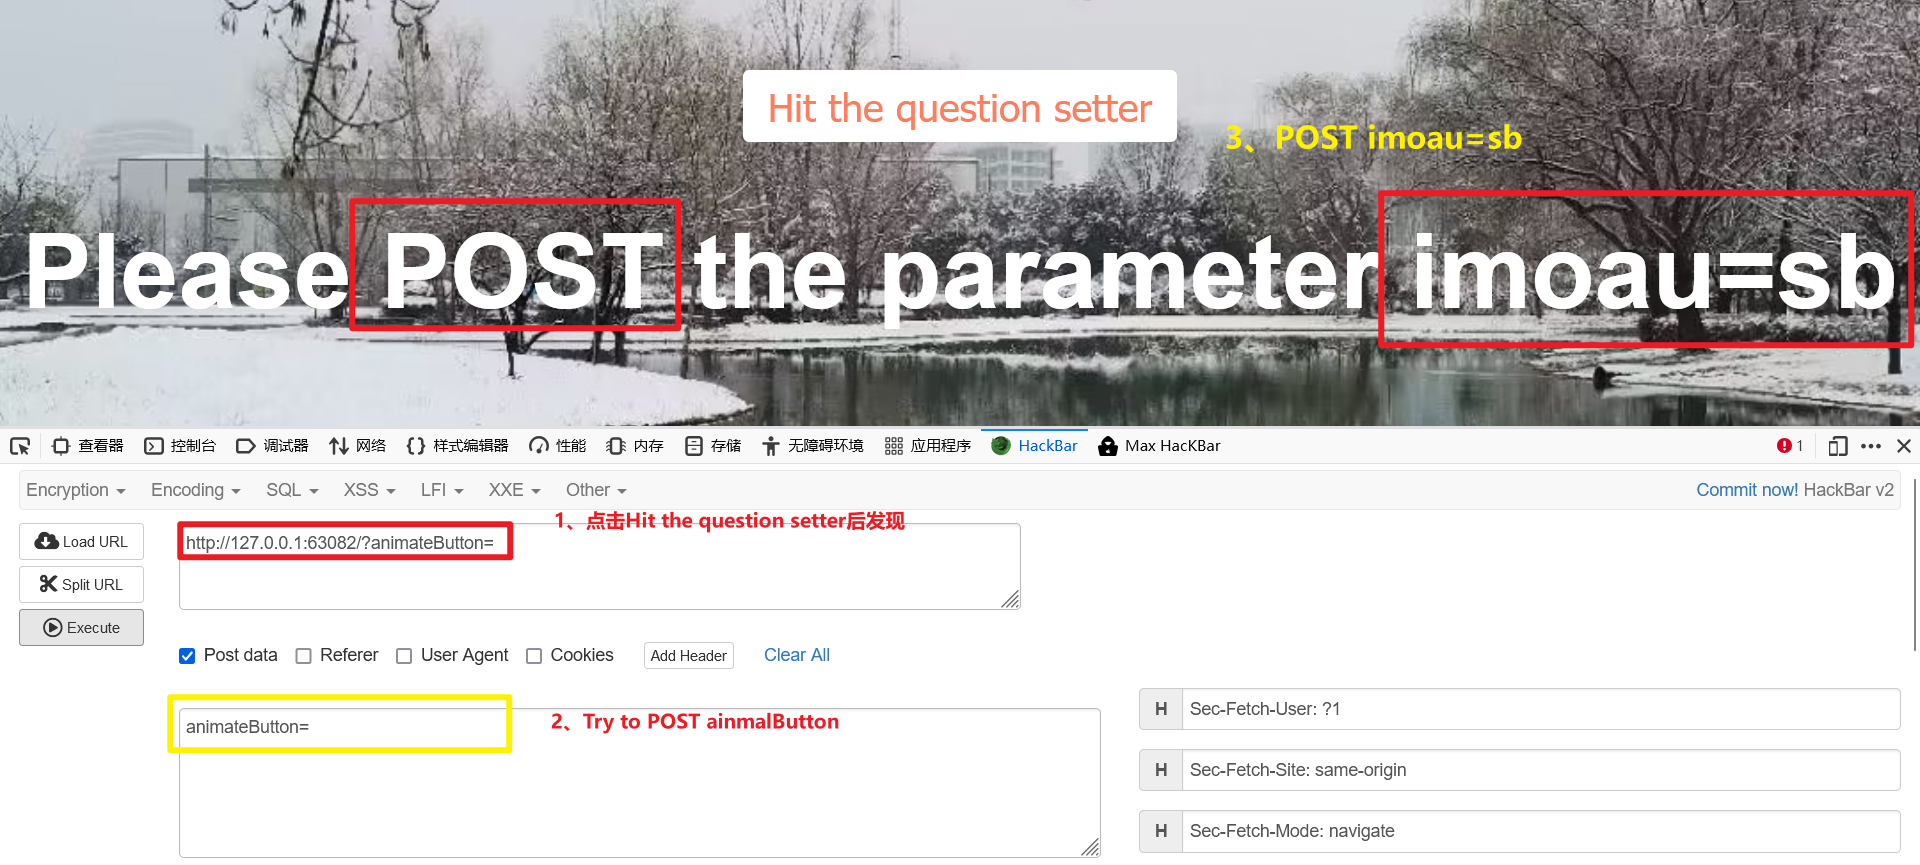 Hit the question setter
3、POST imoau=sb
Please POST the parameter imoau=sb
查看器 控制台 调试器 网络 样式编辑器 性能 内存 存储 无障碍环境 应用程序 HackBar Max HacKBar 1
Encryption Encoding SQL XSS LFI XXE Other Commit now! HackBar v2
1、点击Hit the question setter后发现
Load URL http://127.0.0.1:63082/?animateButton=
Split URL
Execute
Post data Referer User Agent Cookies Add Header Clear All
animateButton= 2、Try to POST ainmalButton
H Sec-Fetch-User: ?1
H Sec-Fetch-Site: same-origin
H Sec-Fetch-Mode: navigate